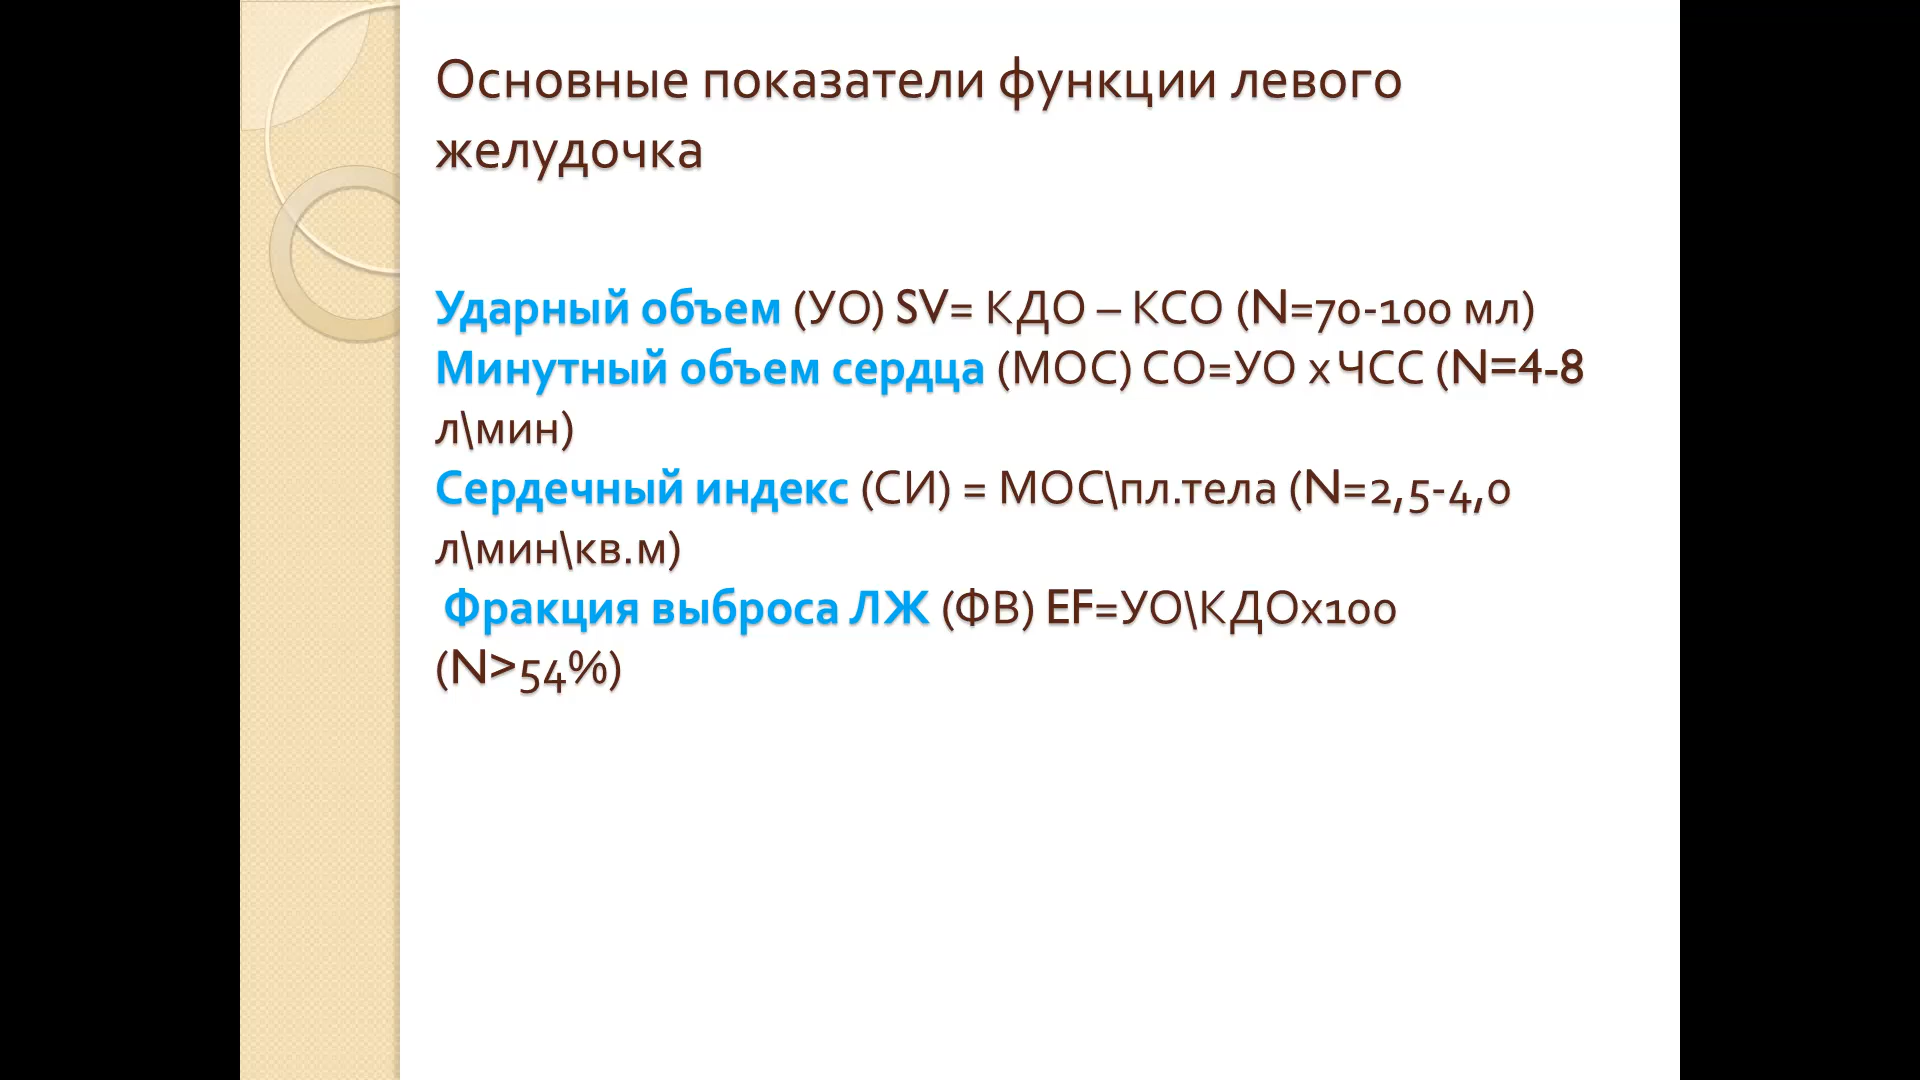 Основные показатели функции левого
желудочка
Ударный объем (УО) SV= КДО – КСО (N=70-100 мл)
Минутный объем сердца (МОС) СО=УО х ЧСС (N=4-8
л\мин)
Сердечный индекс (СИ) = МОС\пл.тела (N=2,5-4,0
л\мин\кв.м)
Фракция выброса ЛЖ (ФВ) EF=УО\КДОх100
(N>54%)